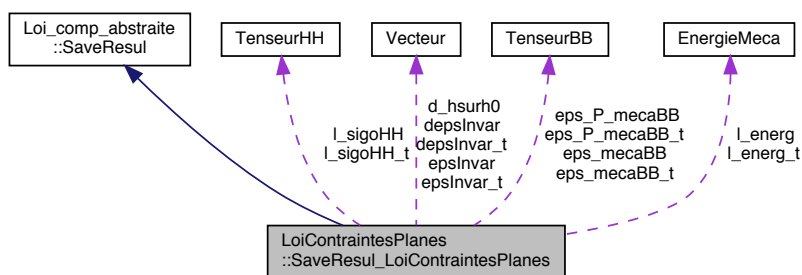 Loi_comp_abstraite
::SaveResul
TenseurHH
Vecteur
TenseurBB
EnergieMeca
l_sigoHH
l_sigoHH_t
d_hsurh0
depsInvar
depsInvar_t
epsInvar
epsInvar_t
eps_P_mecaBB
eps_P_mecaBB_t
eps_mecaBB
eps_mecaBB_t
l_energ
l_energ_t
LoiContraintesPlanes
::SaveResul_LoiContraintesPlanes